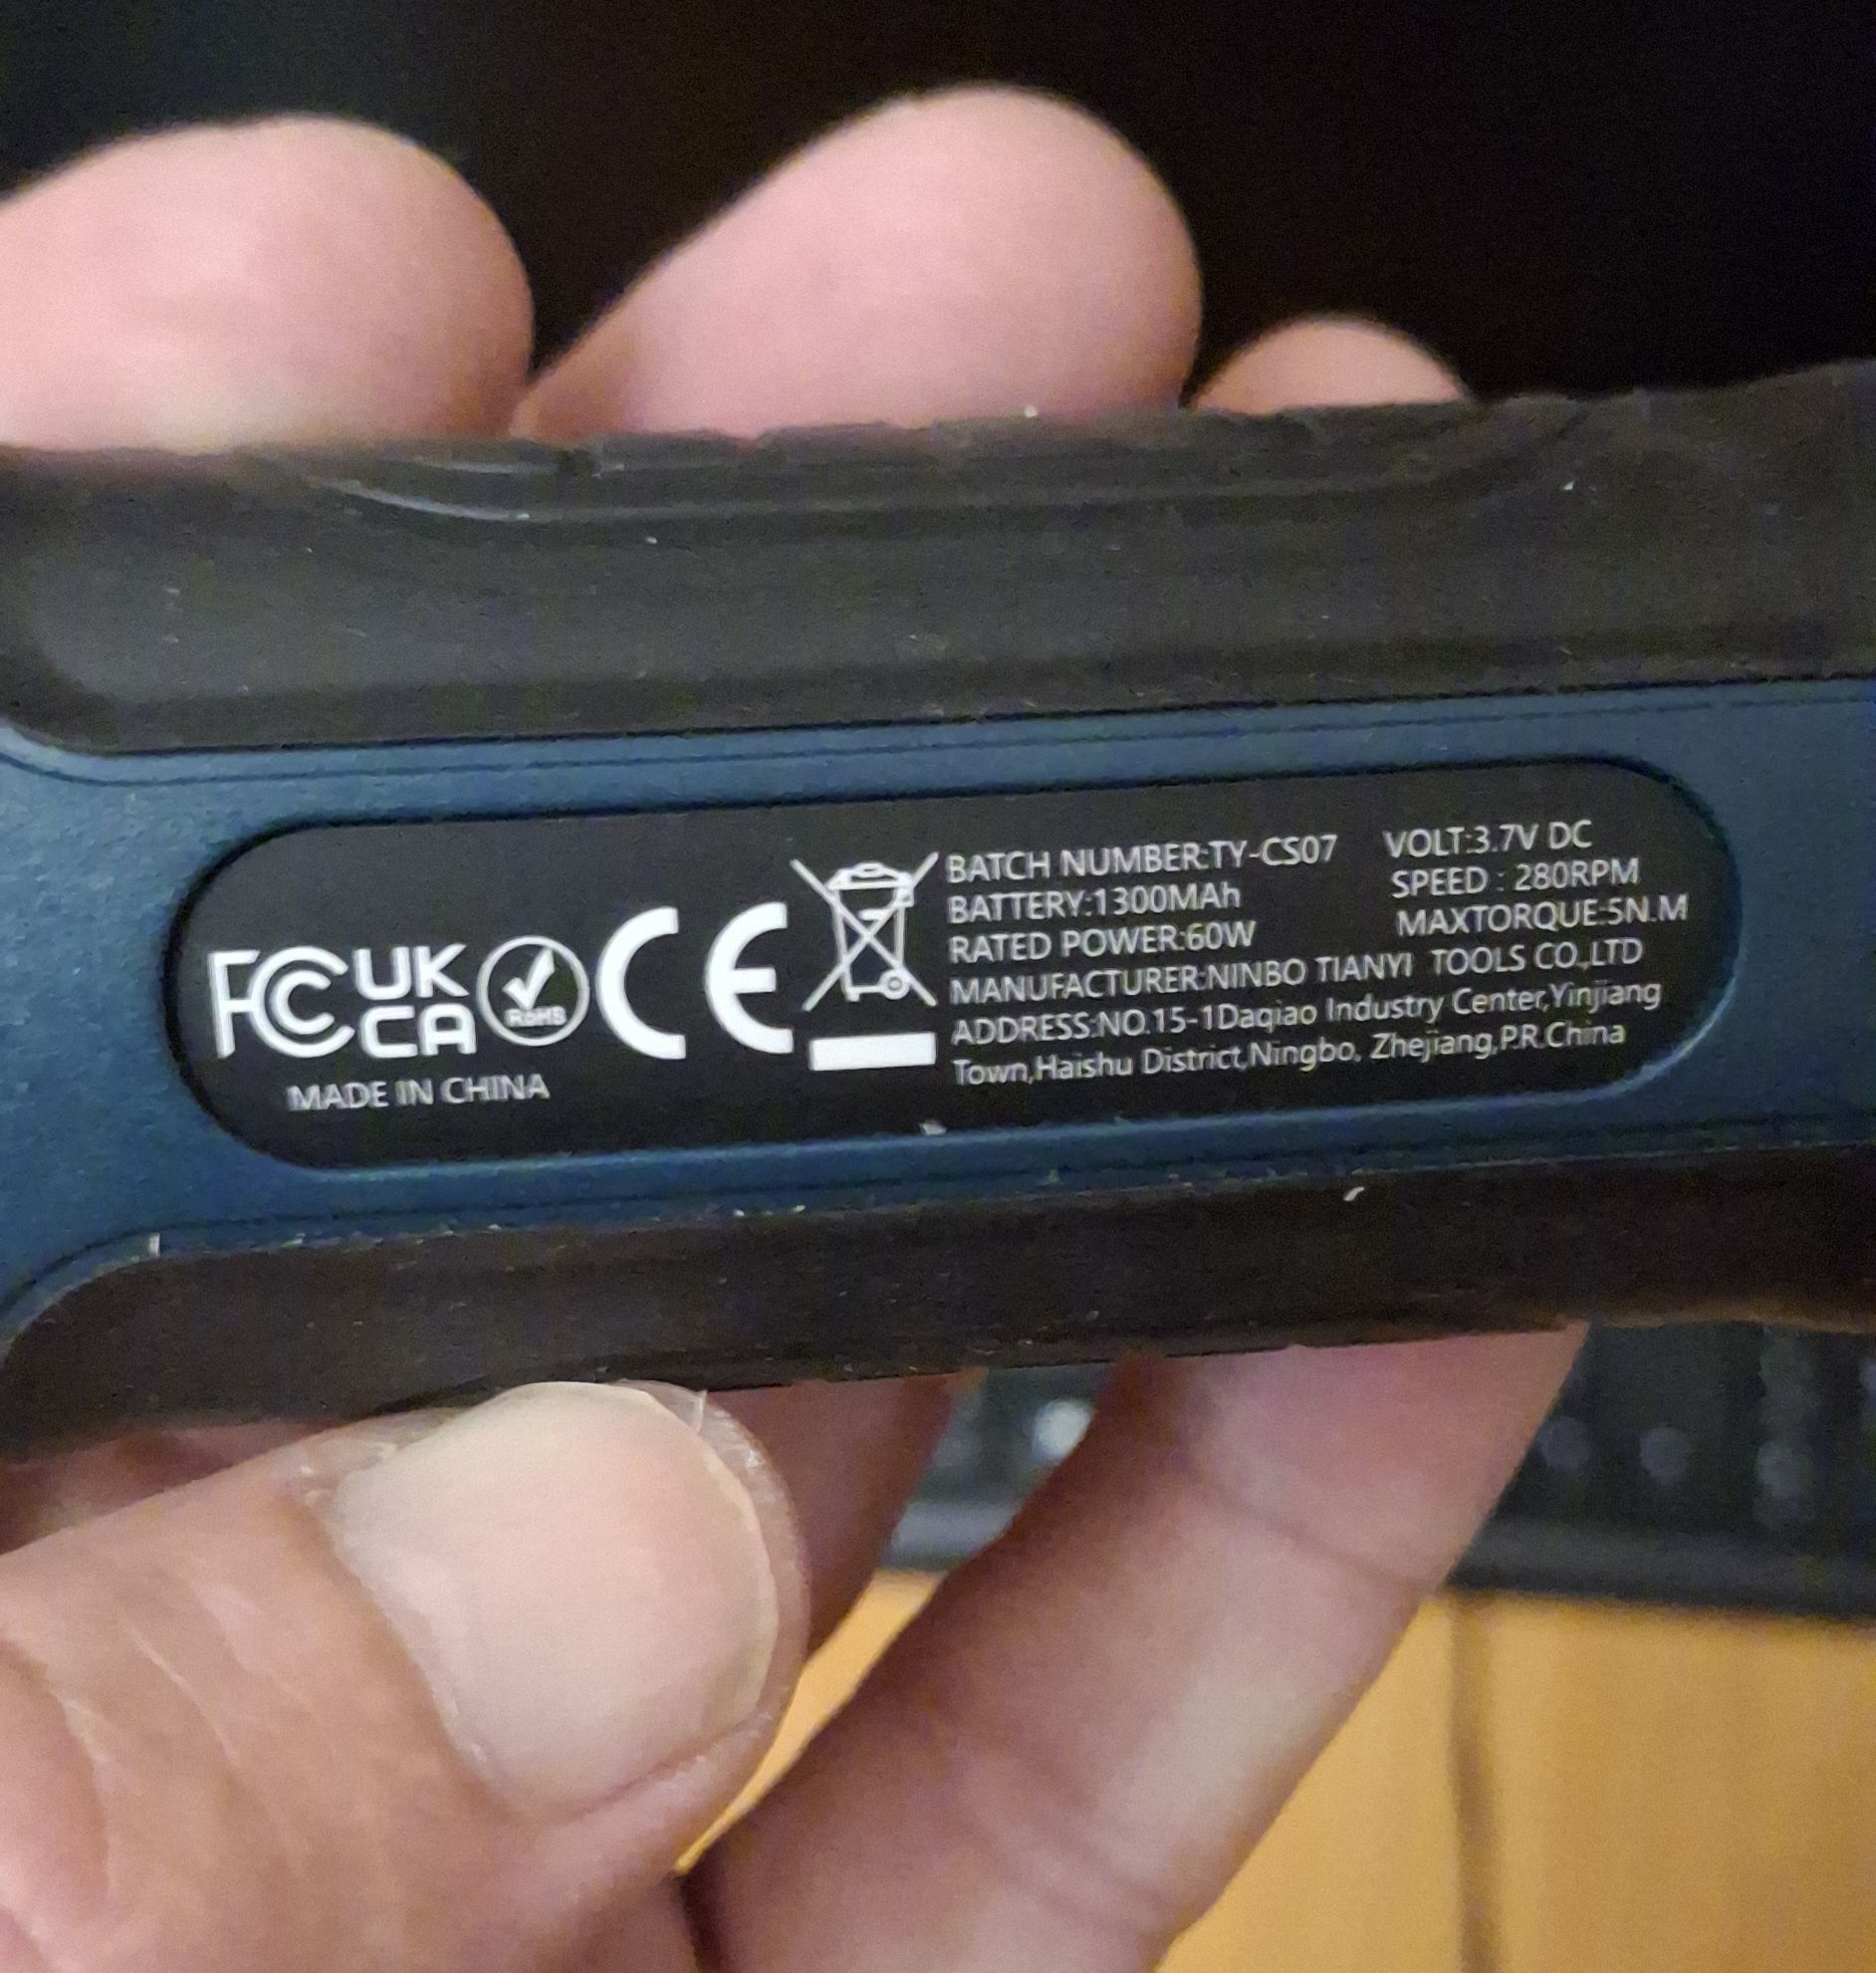 FC UK CA RoHS CE
MADE IN CHINA
BATCH NUMBER:TY-CS07 VOLT:3.7V DC
BATTERY:1300MAh SPEED : 280RPM
RATED POWER:60W MAXTORQUE:5N.M
MANUFACTURER:NINBO TIANYI TOOLS CO.,LTD
ADDRESS:NO.15-1Daqiao Industry Center,Yinjiang
Town,Haishu District,Ningbo, Zhejiang,P.R.China